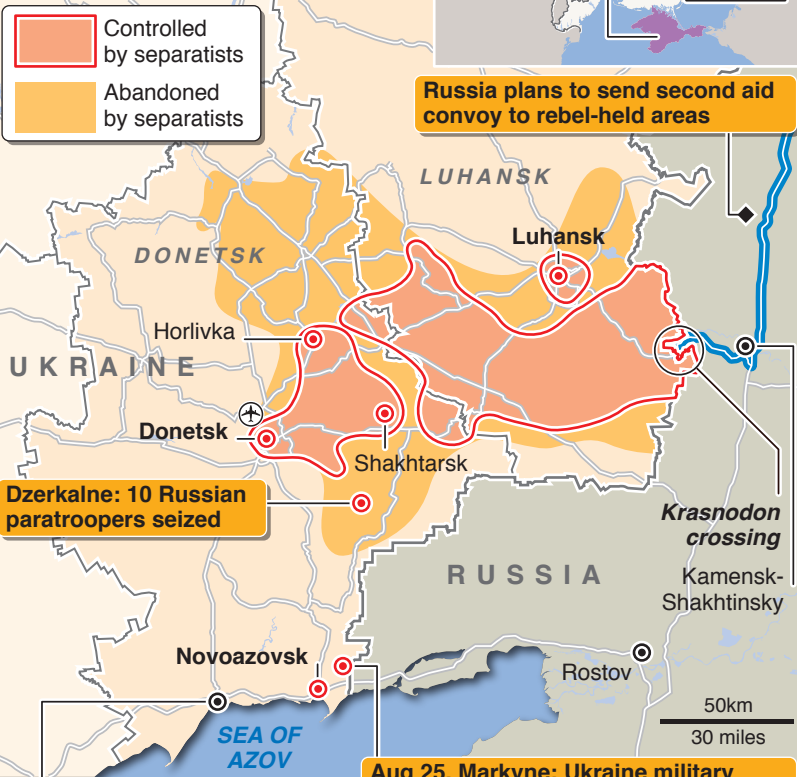 Controlled
by separatists
Abandoned
by separatists
Russia plans to send second aid
convoy to rebel-held areas
LUHANSK
Luhansk
DONETSK
Horlivka
UKRAINE
Donetsk
Shakhtarsk
Dzerkalne: 10 Russian
paratroopers seized
Krasnodon
crossing
Kamensk-
Shakhtinsky
RUSSIA
Novoazovsk
Rostov
50km
30 miles
SEA OF
AZOV
Aug 25, Markyne: Ukraine military